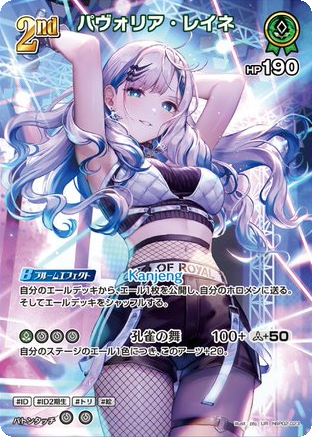 2nd
パヴォリア・レイネ
HP190
ブルームエフェクト
Kanjeng
自分のエールデッキから、エール1枚を公開し、自分のホロメンに送る。
そしてエールデッキをシャッフルする。
OF ROYAL
孔雀の舞 100+ +50
自分のステージのエール1色につき、このアーツ+20。
#ID #ID2期生 #トリ #絵
バトンタッチ
illust UR